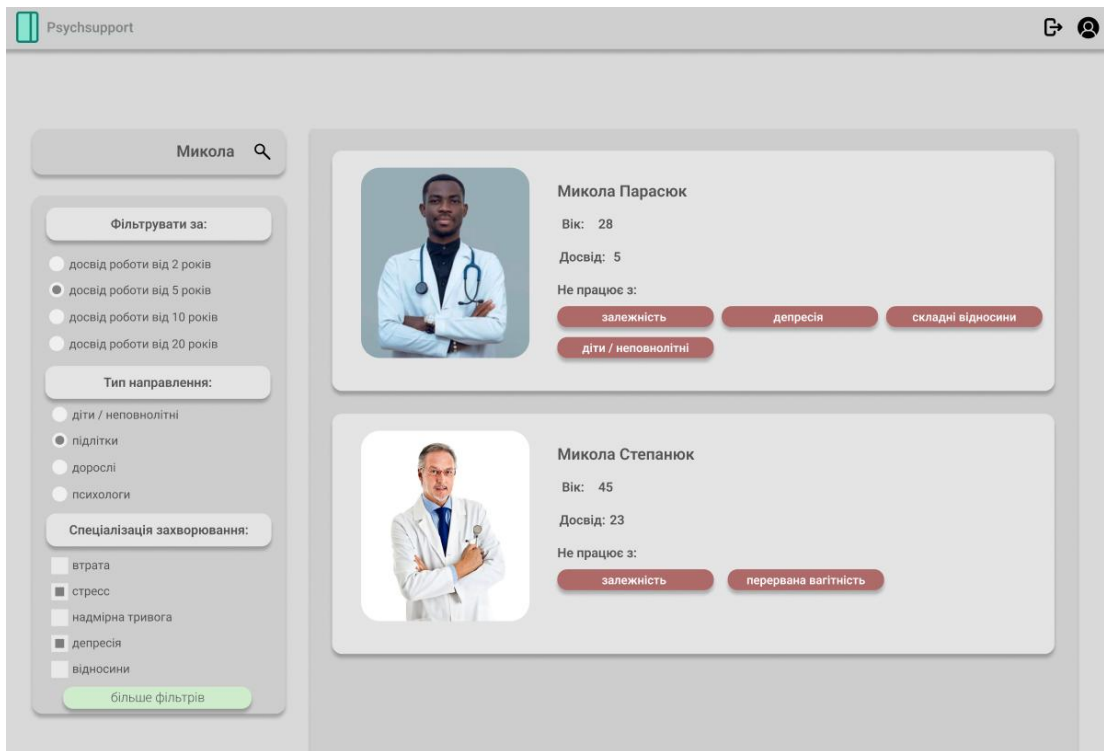 Psychsupport
Микола
Фільтрувати за:
досвід роботи від 2 років
досвід роботи від 5 років
досвід роботи від 10 років
досвід роботи від 20 років
Тип направлення:
діти / неповнолітні
підлітки
дорослі
психологи
Спеціалізація захворювання:
втрата
стресс
надмірна тривога
депресія
відносини
більше фільтрів
Микола Парасюк
Вік: 28
Досвід: 5
Не працює з:
залежність депресія складні відносини
діти / неповнолітні
Микола Степанюк
Вік: 45
Досвід: 23
Не працює з:
залежність перервана вагітність